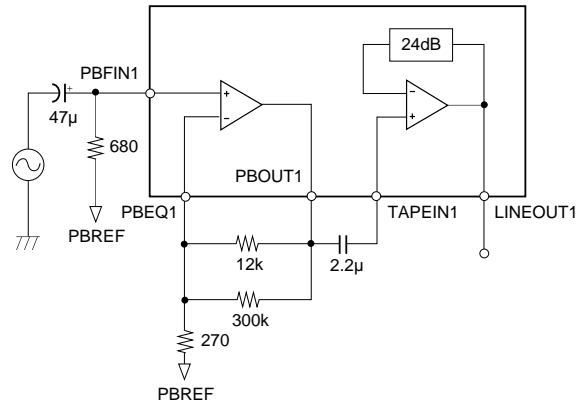 24dB
PBFIN1
+
47µ
680
PBREF
+
−
−
+
PBOUT1
PBEQ1
TAPEIN1
LINEOUT1
12k
2.2µ
300k
270
PBREF